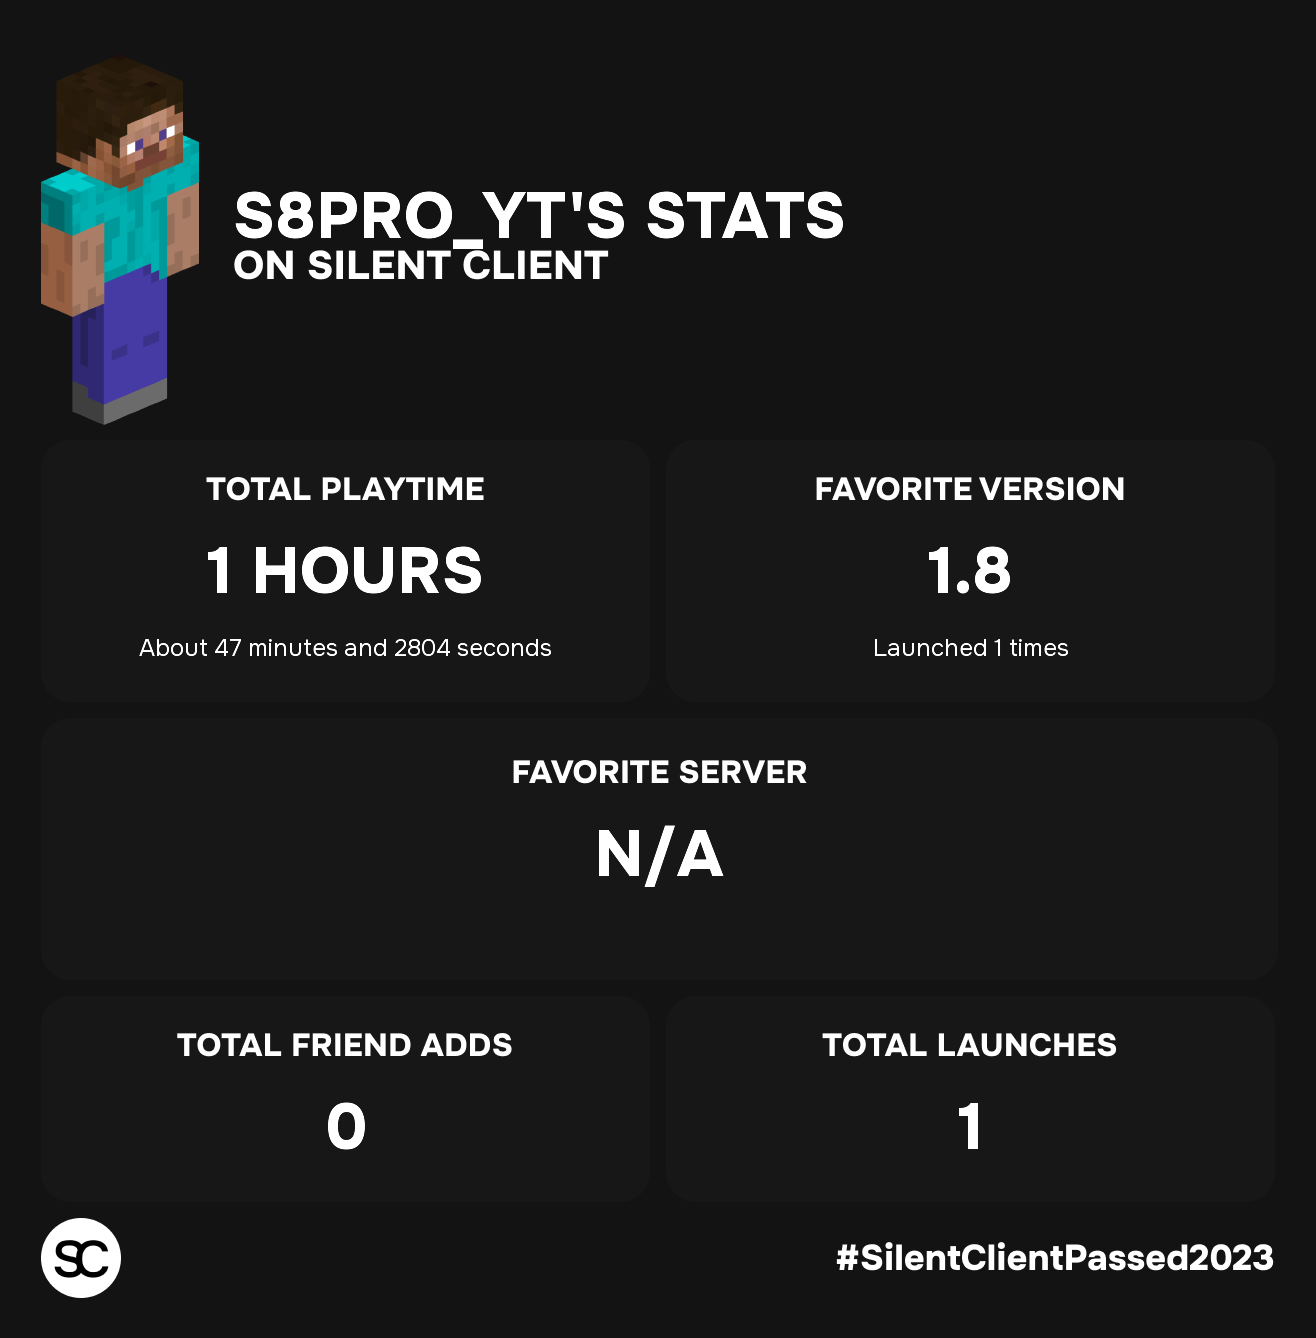 S8PRO_YT'S STATS
ON SILENT CLIENT
TOTAL PLAYTIME
1 HOURS
About 47 minutes and 2804 seconds
FAVORITE VERSION
1.8
Launched 1 times
FAVORITE SERVER
N/A
TOTAL FRIEND ADDS
0
TOTAL LAUNCHES
1
SC
#SilentClientPassed2023